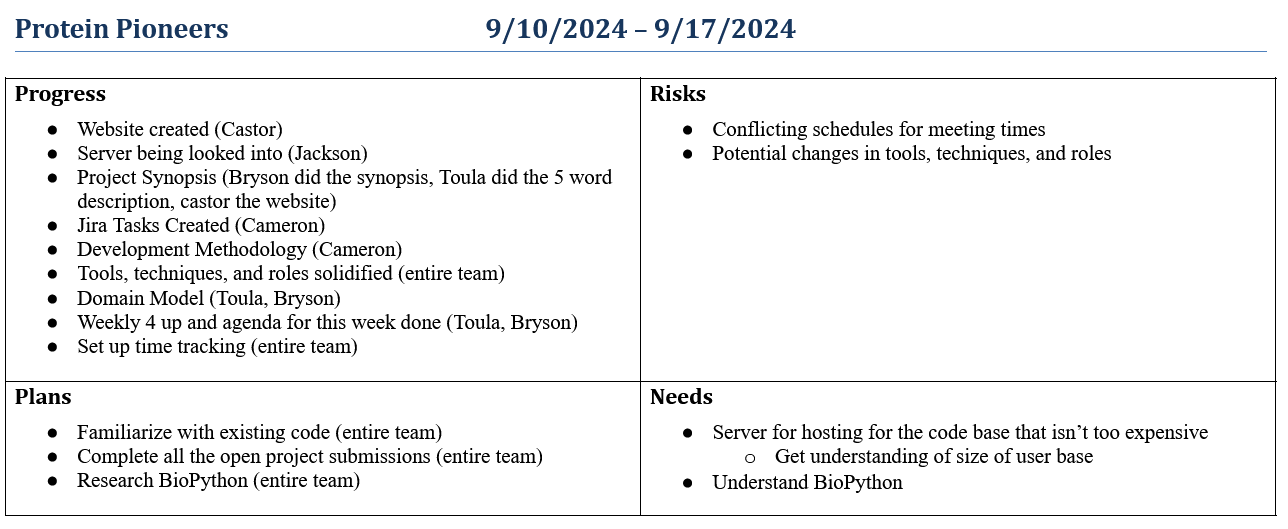 Protein Pioneers 9/10/2024 – 9/17/2024
Progress
● Website created (Castor)
● Server being looked into (Jackson)
● Project Synopsis (Bryson did the synopsis, Toula did the 5 word
description, castor the website)
● Jira Tasks Created (Cameron)
● Development Methodology (Cameron)
● Tools, techniques, and roles solidified (entire team)
● Domain Model (Toula, Bryson)
● Weekly 4 up and agenda for this week done (Toula, Bryson)
● Set up time tracking (entire team)
Risks
● Conflicting schedules for meeting times
● Potential changes in tools, techniques, and roles
Plans
● Familiarize with existing code (entire team)
● Complete all the open project submissions (entire team)
● Research BioPython (entire team)
Needs
● Server for hosting for the code base that isn’t too expensive
○ Get understanding of size of user base
● Understand BioPython